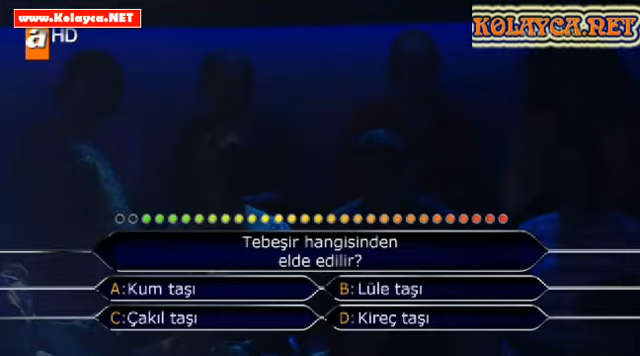 www.Kolayca.NET
a HD
KOLAYCA.NET
Tebeşir hangisinden
elde edilir?
A:Kum taşı
B:Lüle taşı
C:Çakıl taşı
D:Kireç taşı